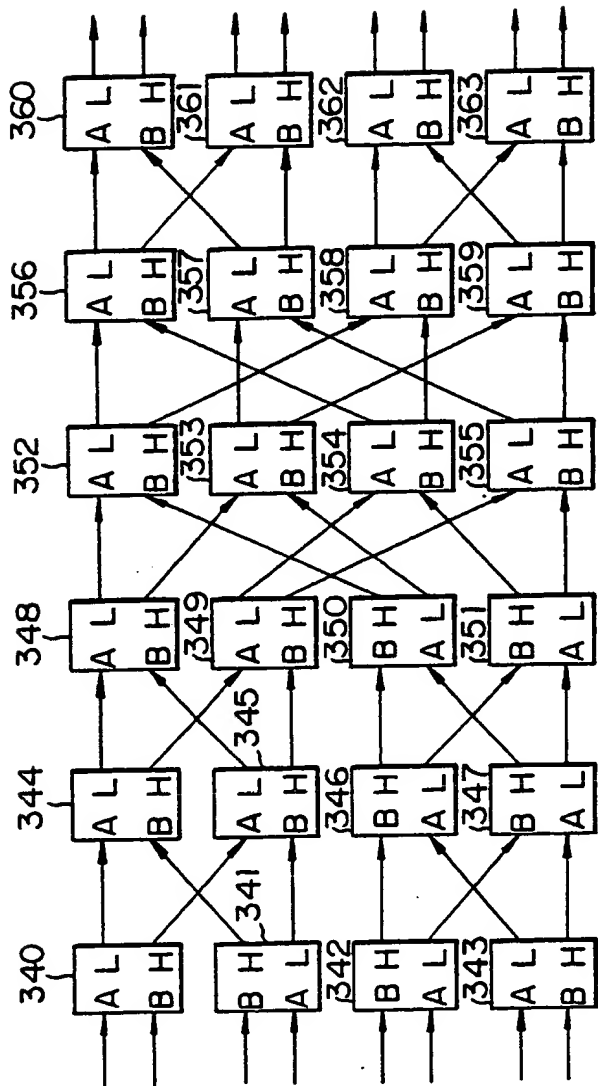 340 344 348 352 356 360
A L A L A L A L A L A L
B H B H B H B H B H B H
341 345 349 353 357 361
B H A L A L A L A L A L
A L B H B H B H B H B H
342 346 350 354 358 362
B H B H B H A L A L A L
A L A L A L B H B H B H
343 347 351 355 359 363
A L B H B H A L A L A L
B H A L A L B H B H B H